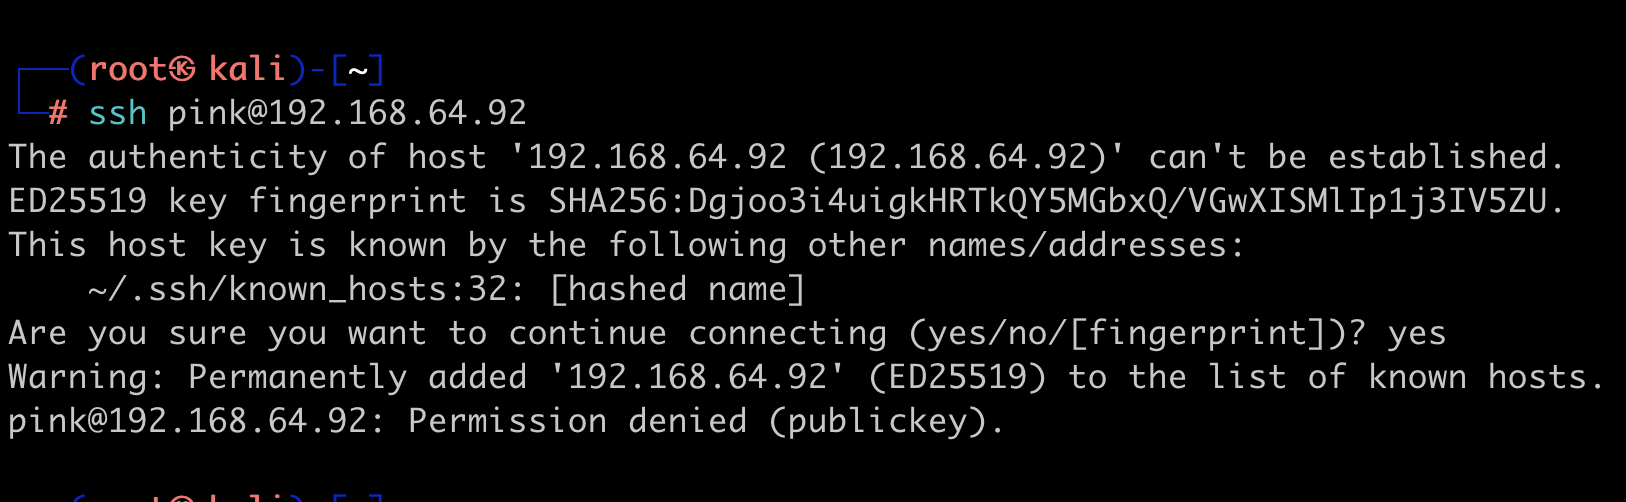 ┌──(root㉿kali)-[~]
└─# ssh pink@192.168.64.92
The authenticity of host '192.168.64.92 (192.168.64.92)' can't be established.
ED25519 key fingerprint is SHA256:Dgjoo3i4uigkHRTkQY5MGbxQ/VGwXISMlIp1j3IV5ZU.
This host key is known by the following other names/addresses:
    ~/.ssh/known_hosts:32: [hashed name]
Are you sure you want to continue connecting (yes/no/[fingerprint])? yes
Warning: Permanently added '192.168.64.92' (ED25519) to the list of known hosts.
pink@192.168.64.92: Permission denied (publickey).